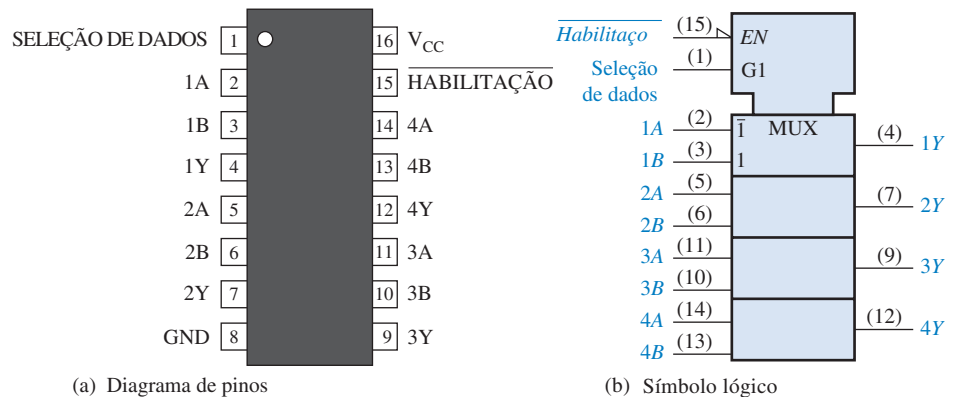 SELEÇÃO DE DADOS 1 16 VCC
1A 2 15 HABILITAÇÃO
1B 3 14 4A
1Y 4 13 4B
2A 5 12 4Y
2B 6 11 3A
2Y 7 10 3B
GND 8 9 3Y
(a) Diagrama de pinos
Habilitaço (15) EN
Seleção (1) G1
de dados
MUX
1A (2) 1̅ (4) 1Y
1B (3) 1
2A (5) (7) 2Y
2B (6)
3A (11) (9) 3Y
3B (10)
4A (14) (12) 4Y
4B (13)
(b) Símbolo lógico